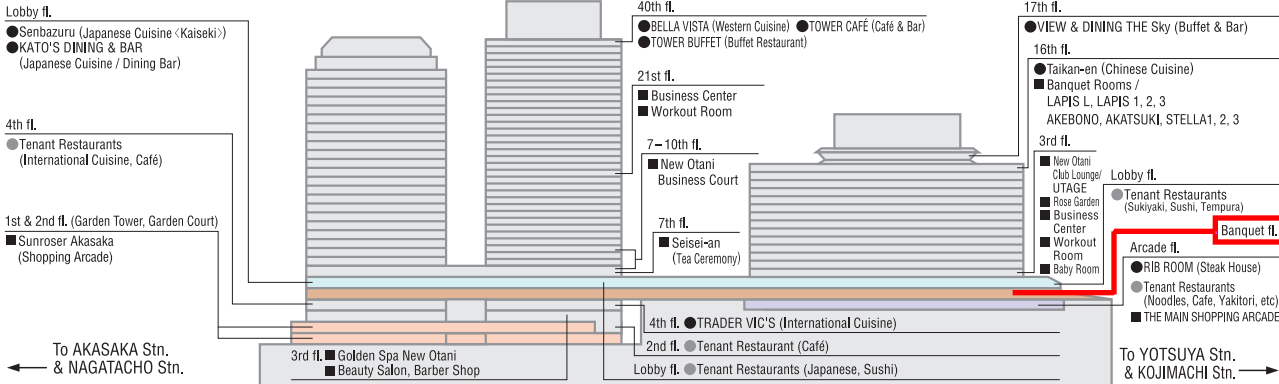 Lobby fl.
●Senbazuru (Japanese Cuisine〈Kaiseki〉)
●KATO'S DINING & BAR
(Japanese Cuisine / Dining Bar)
4th fl.
●Tenant Restaurants
(International Cuisine, Café)
1st & 2nd fl. (Garden Tower, Garden Court)
■Sunroser Akasaka
(Shopping Arcade)
To AKASAKA Stn.
& NAGATACHO Stn.
40th fl.
●BELLA VISTA (Western Cuisine) ●TOWER CAFÉ (Café & Bar)
●TOWER BUFFET (Buffet Restaurant)
21st fl.
■Business Center
■Workout Room
7–10th fl.
■New Otani
Business Court
7th fl.
■Seisei-an
(Tea Ceremony)
17th fl.
●VIEW & DINING THE Sky (Buffet & Bar)
16th fl.
●Taikan-en (Chinese Cuisine)
■Banquet Rooms /
LAPIS L, LAPIS 1, 2, 3
AKEBONO, AKATSUKI, STELLA1, 2, 3
3rd fl.
■New Otani
Club Lounge/
UTAGE
■Rose Garden
■Business
Center
■Workout
Room
■Baby Room
Lobby fl.
●Tenant Restaurants
(Sukiyaki, Sushi, Tempura)
Banquet fl.
Arcade fl.
●RIB ROOM (Steak House)
●Tenant Restaurants
(Noodles, Cafe, Yakitori, etc)
■THE MAIN SHOPPING ARCADE
4th fl. ●TRADER VIC'S (International Cuisine)
2nd fl. ●Tenant Restaurant (Café)
Lobby fl. ●Tenant Restaurants (Japanese, Sushi)
3rd fl. ■Golden Spa New Otani
■Beauty Salon, Barber Shop
To YOTSUYA Stn.
& KOJIMACHI Stn.